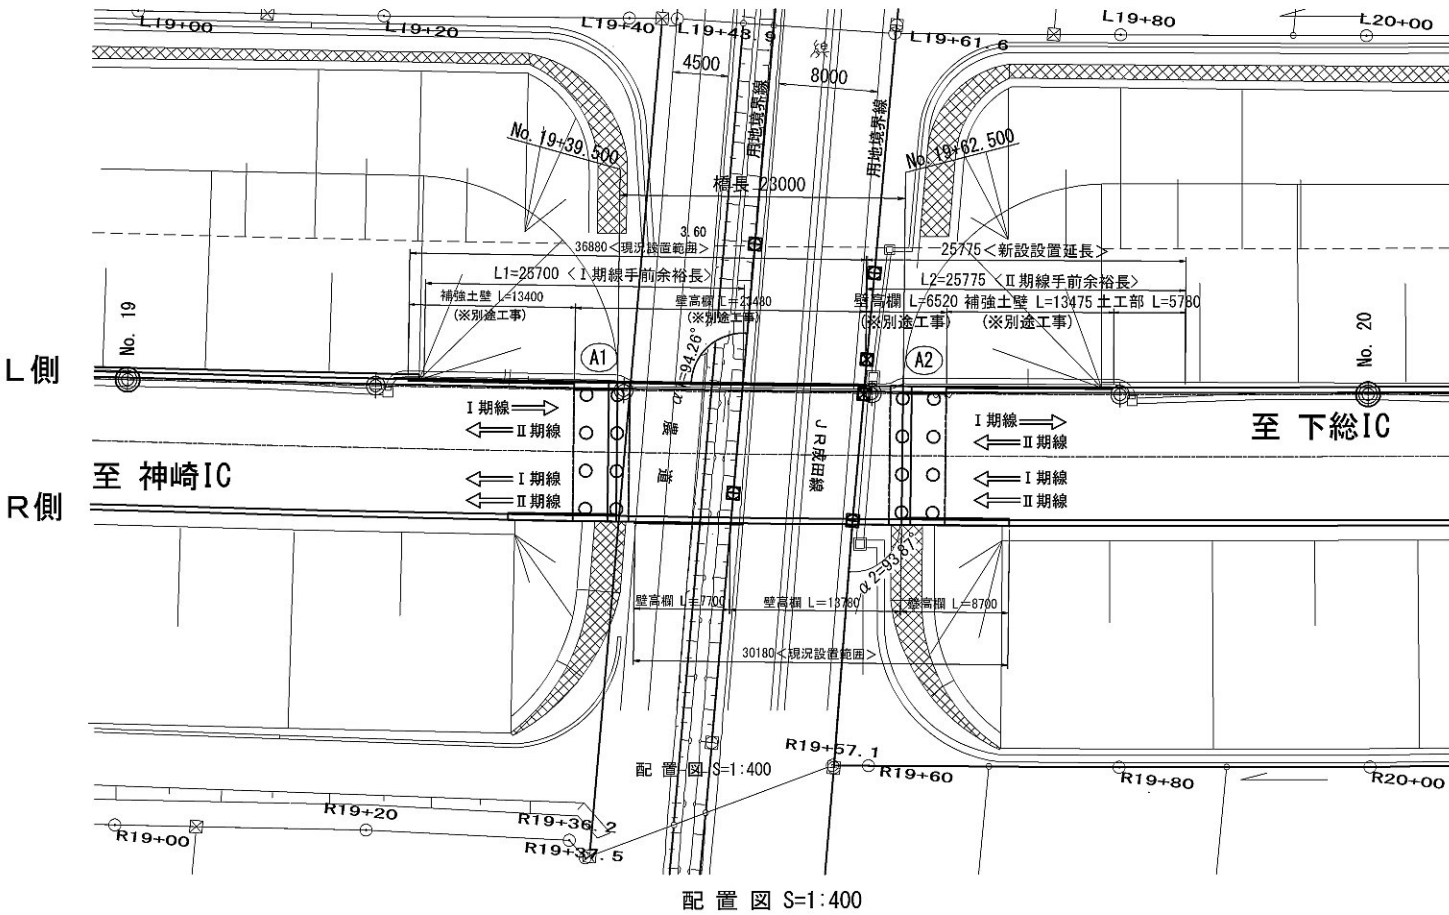 L19+00
L19+20
L19+40
L19+43.9
L19+61.6
L19+80
L20+00
4500
線
8000
用地境界線
用地境界線
No. 19+39.500
No. 19+62.500
橋長 23000
3.60
36880<現況設置範囲>
25775<新設設置延長>
L1=25700 <Ⅰ期線手前余裕長>
L2=25775 <Ⅱ期線手前余裕長>
補強土壁 L=13400
(※別途工事)
壁高欄 L=23480
(※別途工事)
壁高欄 L=6520
(※別途工事)
補強土壁 L=13475
(※別途工事)
土工部 L=5780
No. 19
No. 20
α1=94.26°
A1
A2
L側
Ⅰ期線
Ⅱ期線
Ⅰ期線
Ⅱ期線
農道
JR成田線
Ⅰ期線
Ⅱ期線
Ⅰ期線
Ⅱ期線
至 下総IC
至 神崎IC
R側
α2=93.87°
壁高欄 L=7700
壁高欄 L=13780
壁高欄 L=8700
30180<現況設置範囲>
配 置 図 S=1:400
R19+57.1
R19+60
R19+80
R20+00
R19+00
R19+20
R19+36.2
R19+37.5
配 置 図 S=1:400